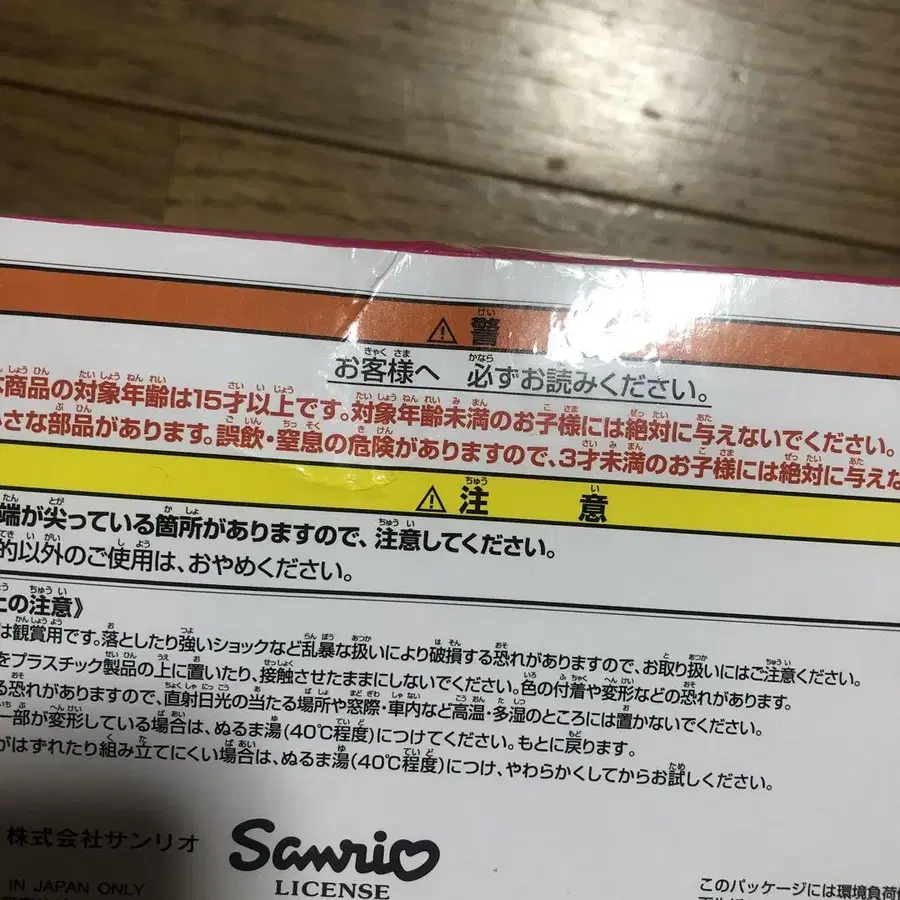 ⚠警
お客様へ 必ずお読みください。
本商品の対象年齢は15才以上です。対象年齢未満のお子様には絶対に与えないでください。
小さな部品があります。誤飲・窒息の危険がありますので、3才未満のお子様には絶対に与えな
⚠注意
端が尖っている箇所がありますので、注意してください。
的以外のご使用は、おやめください。
上の注意》
は観賞用です。落としたり強いショックなど乱暴な扱いにより破損する恐れがありますので、お取り扱いにはご注意ください。
をプラスチック製品の上に置いたり、接触させたままにしないでください。色の付着や変形などの恐れがあります。
る恐れがありますので、直射日光の当たる場所や窓際・車内など高温・多湿のところには置かないでください。
一部が変形している場合は、ぬるま湯(40℃程度)につけてください。もとに戻ります。
がはずれたり組み立てにくい場合は、ぬるま湯(40℃程度)につけ、やわらかくしてからお試しください。
株式会社サンリオ
Sanrio
LICENSE
IN JAPAN ONLY
このパッケージには環境負荷